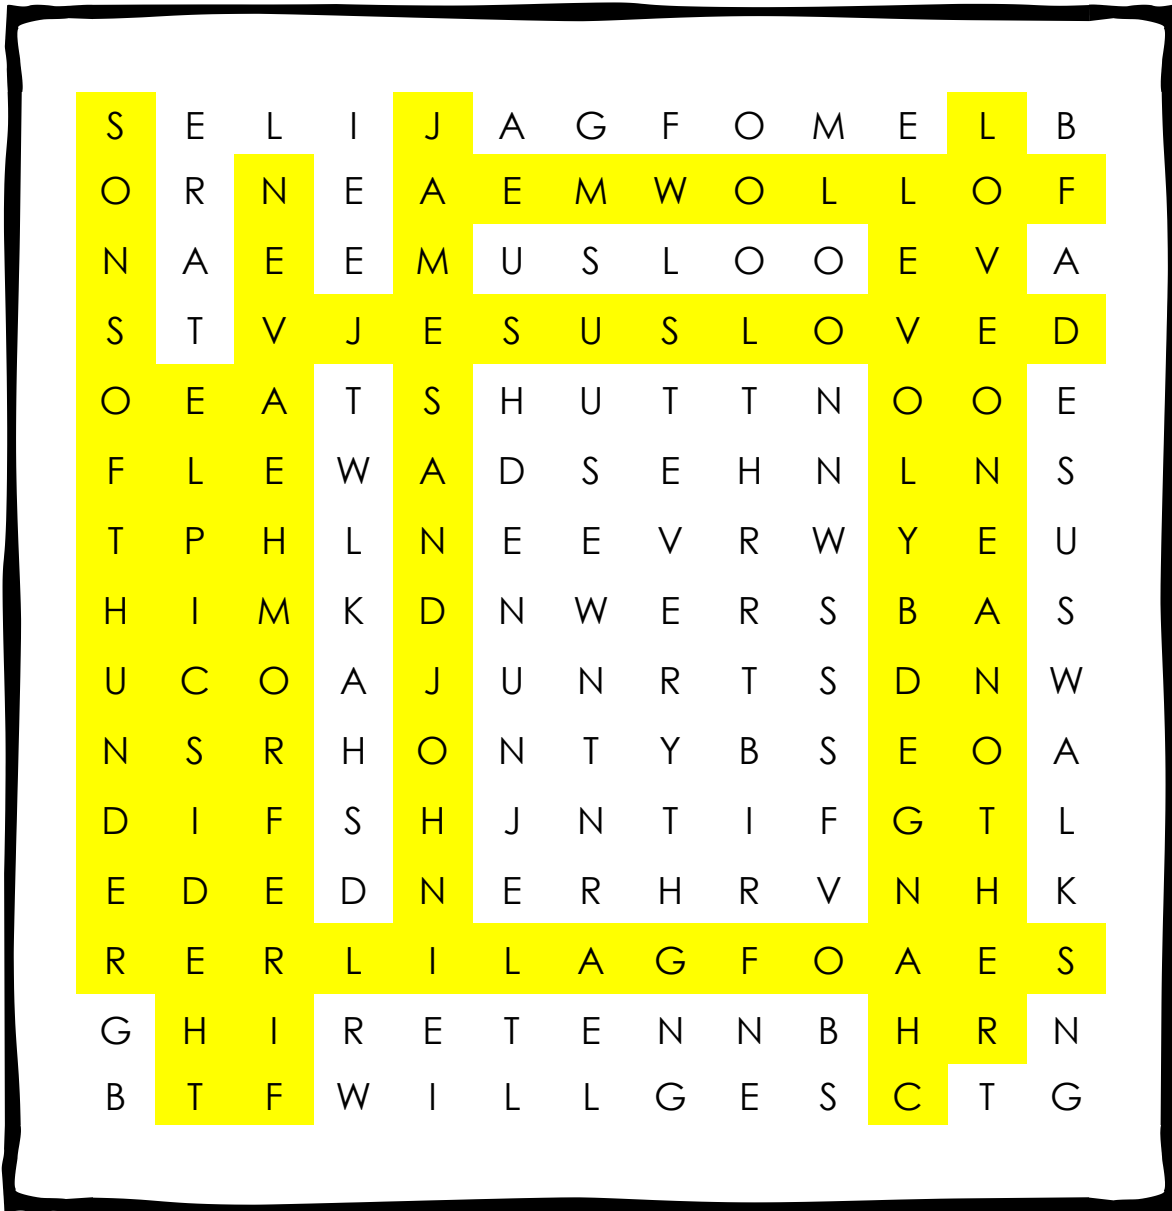 S E L I J A G F O M E L B
O R N E A E M W O L L O F
N A E E M U S L O O E V A
S T V J E S U S L O V E D
O E A T S H U T T N O O E
F L E W A D S E H N L N S
T P H L N E E V R W Y E U
H I M K D N W E R S B A S
U C O A J U N R T S D N W
N S R H O N T Y B S E O A
D I F S H J N T I F G T L
E D E D N E R H R V N H K
R E R L I L A G F O A E S
G H I R E T E N N B H R N
B T F W I L L G E S C T G